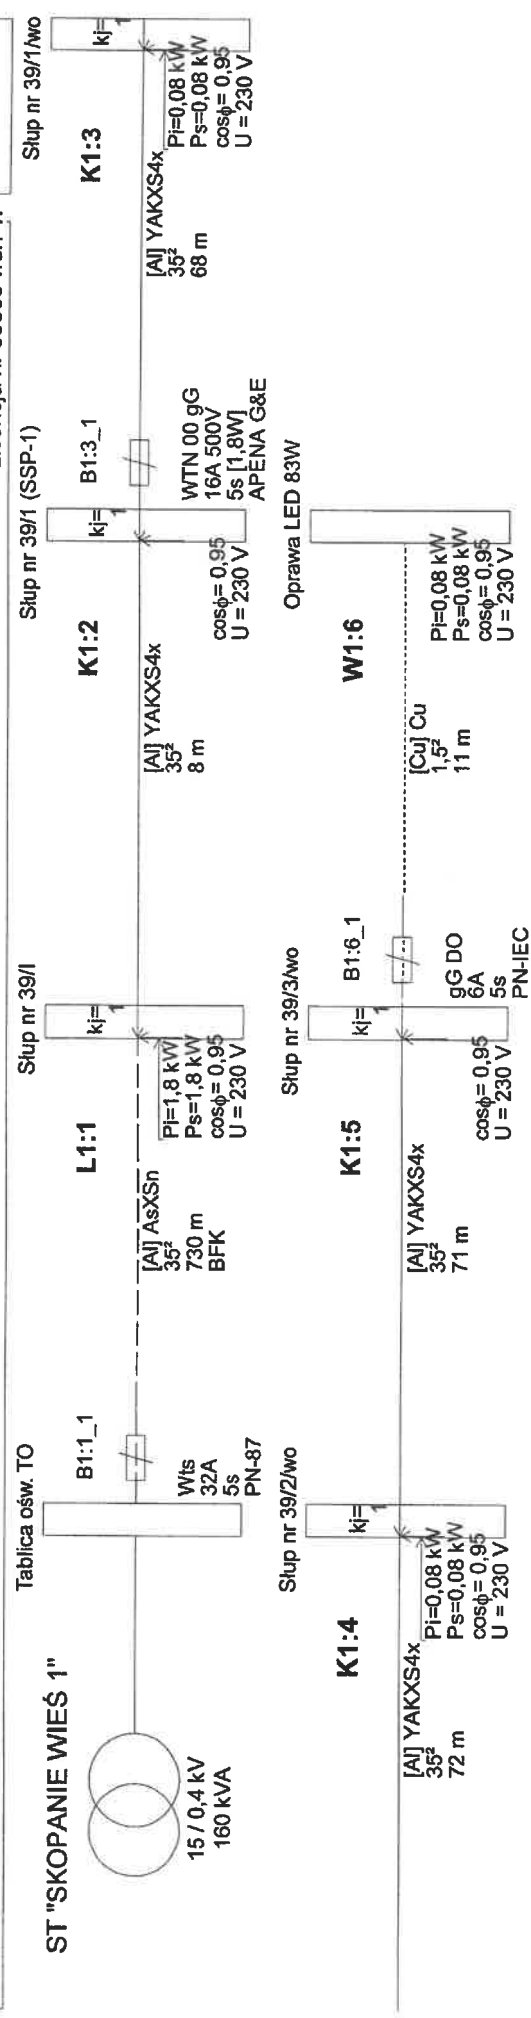 ST "SKOPANIE WIEŚ 1"
15 / 0,4 kV
160 kVA
Tablica ośw. TO
B1:1_1
Wts
32A
5s
PN-87
L1:1
[Al] AsXSn
35²
730 m
BFK
Słup nr 39/I
kj=
1
Pi=1,8 kW
Ps=1,8 kW
cosϕ= 0,95
U = 230 V
K1:2
[Al] YAKXS4x
35²
8 m
Słup nr 39/1 (SSP-1)
kj=
1
cosϕ= 0,95
U = 230 V
B1:3_1
WTN 00 gG
16A 500V
5s [1,8W]
APENA G&E
K1:3
[Al] YAKXS4x
35²
68 m
Słup nr 39/1/wo
kj=
1
Pi=0,08 kW
Ps=0,08 kW
cosϕ= 0,95
U = 230 V
K1:4
[Al] YAKXS4x
35²
72 m
Słup nr 39/2/wo
kj=
1
Pi=0,08 kW
Ps=0,08 kW
cosϕ= 0,95
U = 230 V
K1:5
[Al] YAKXS4x
35²
71 m
Słup nr 39/3/wo
kj=
1
cosϕ= 0,95
U = 230 V
B1:6_1
gG DO
6A
5s
PN-IEC
W1:6
[Cu] Cu
1,5²
11 m
Oprawa LED 83W
Pi=0,08 kW
Ps=0,08 kW
cosϕ= 0,95
U = 230 V